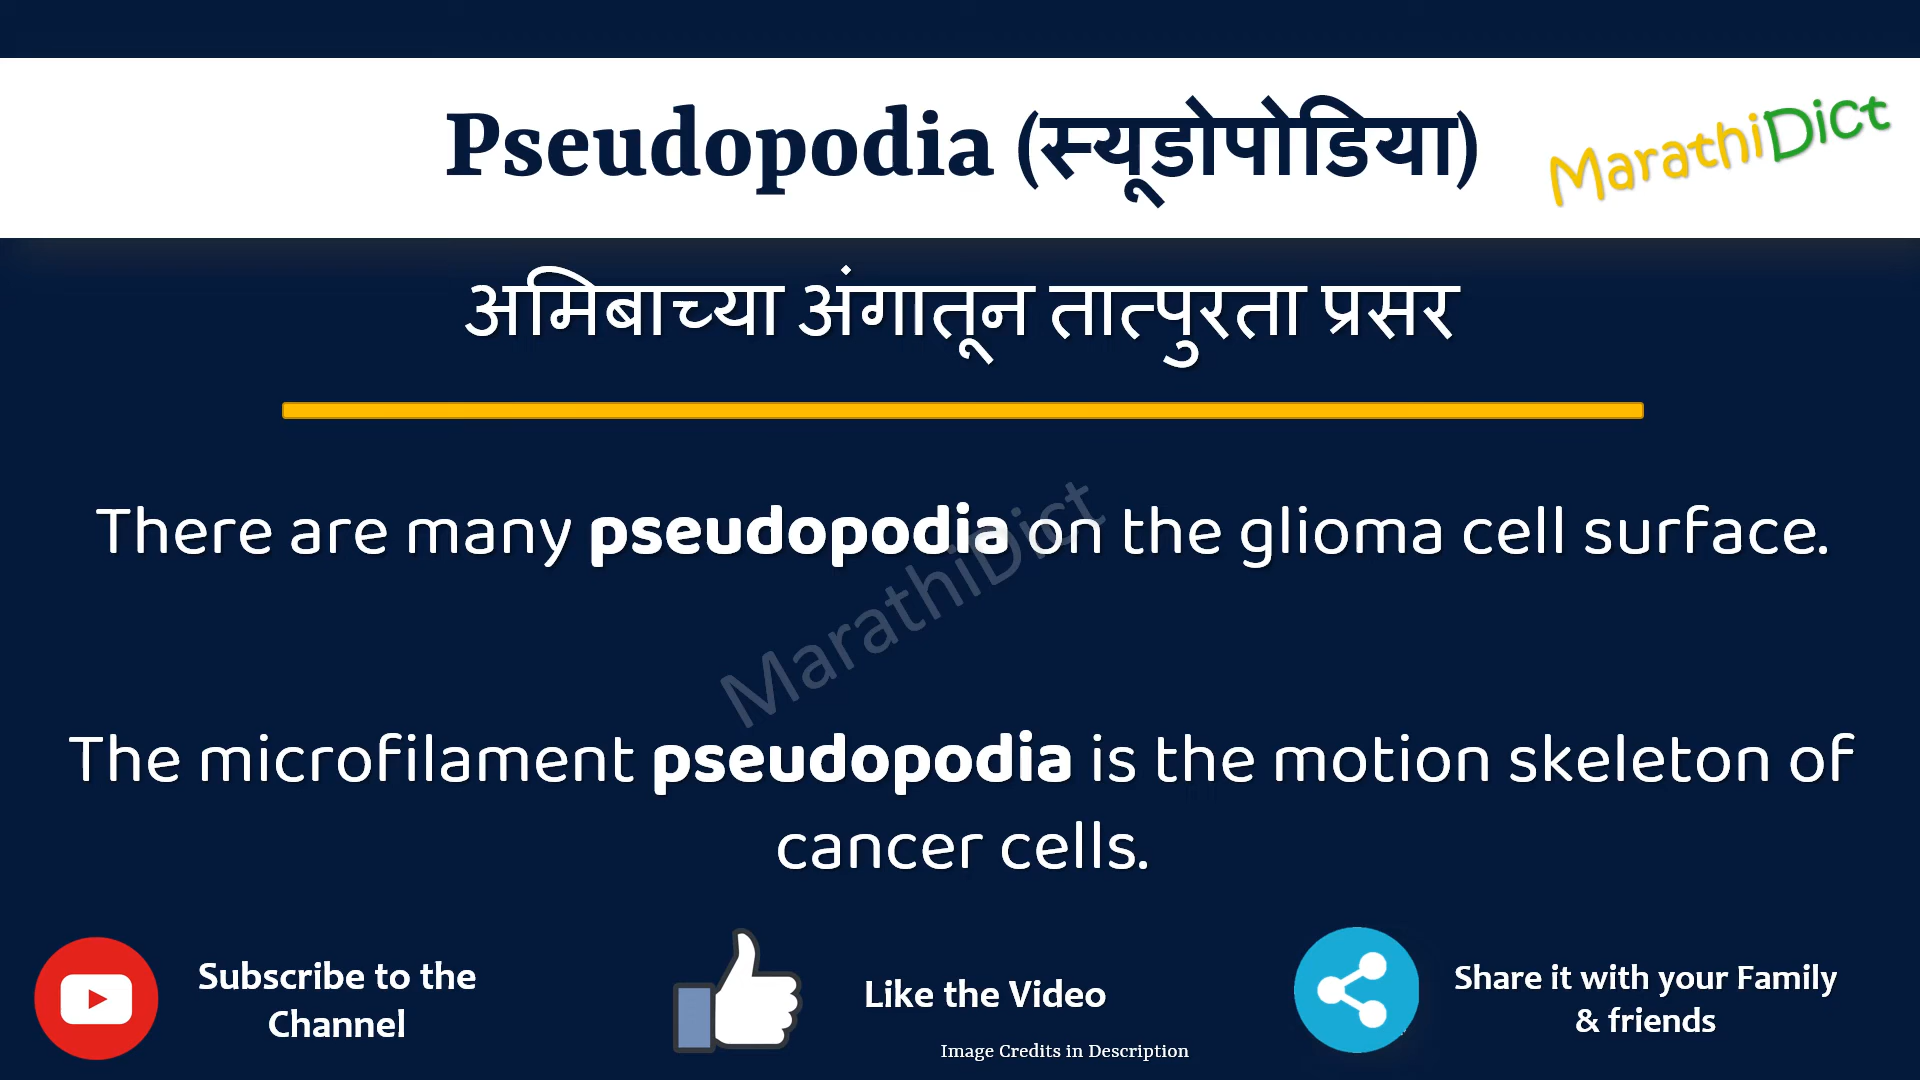 Pseudopodia (स्यूडोपोडिया)
MarathiDict
अमिबाच्या अंगातून तात्पुरता प्रसर
There are many pseudopodia on the glioma cell surface.
MarathiDict
The microfilament pseudopodia is the motion skeleton of
cancer cells.
Subscribe to the
Channel
Like the Video
Share it with your Family
& friends
Image Credits in Description